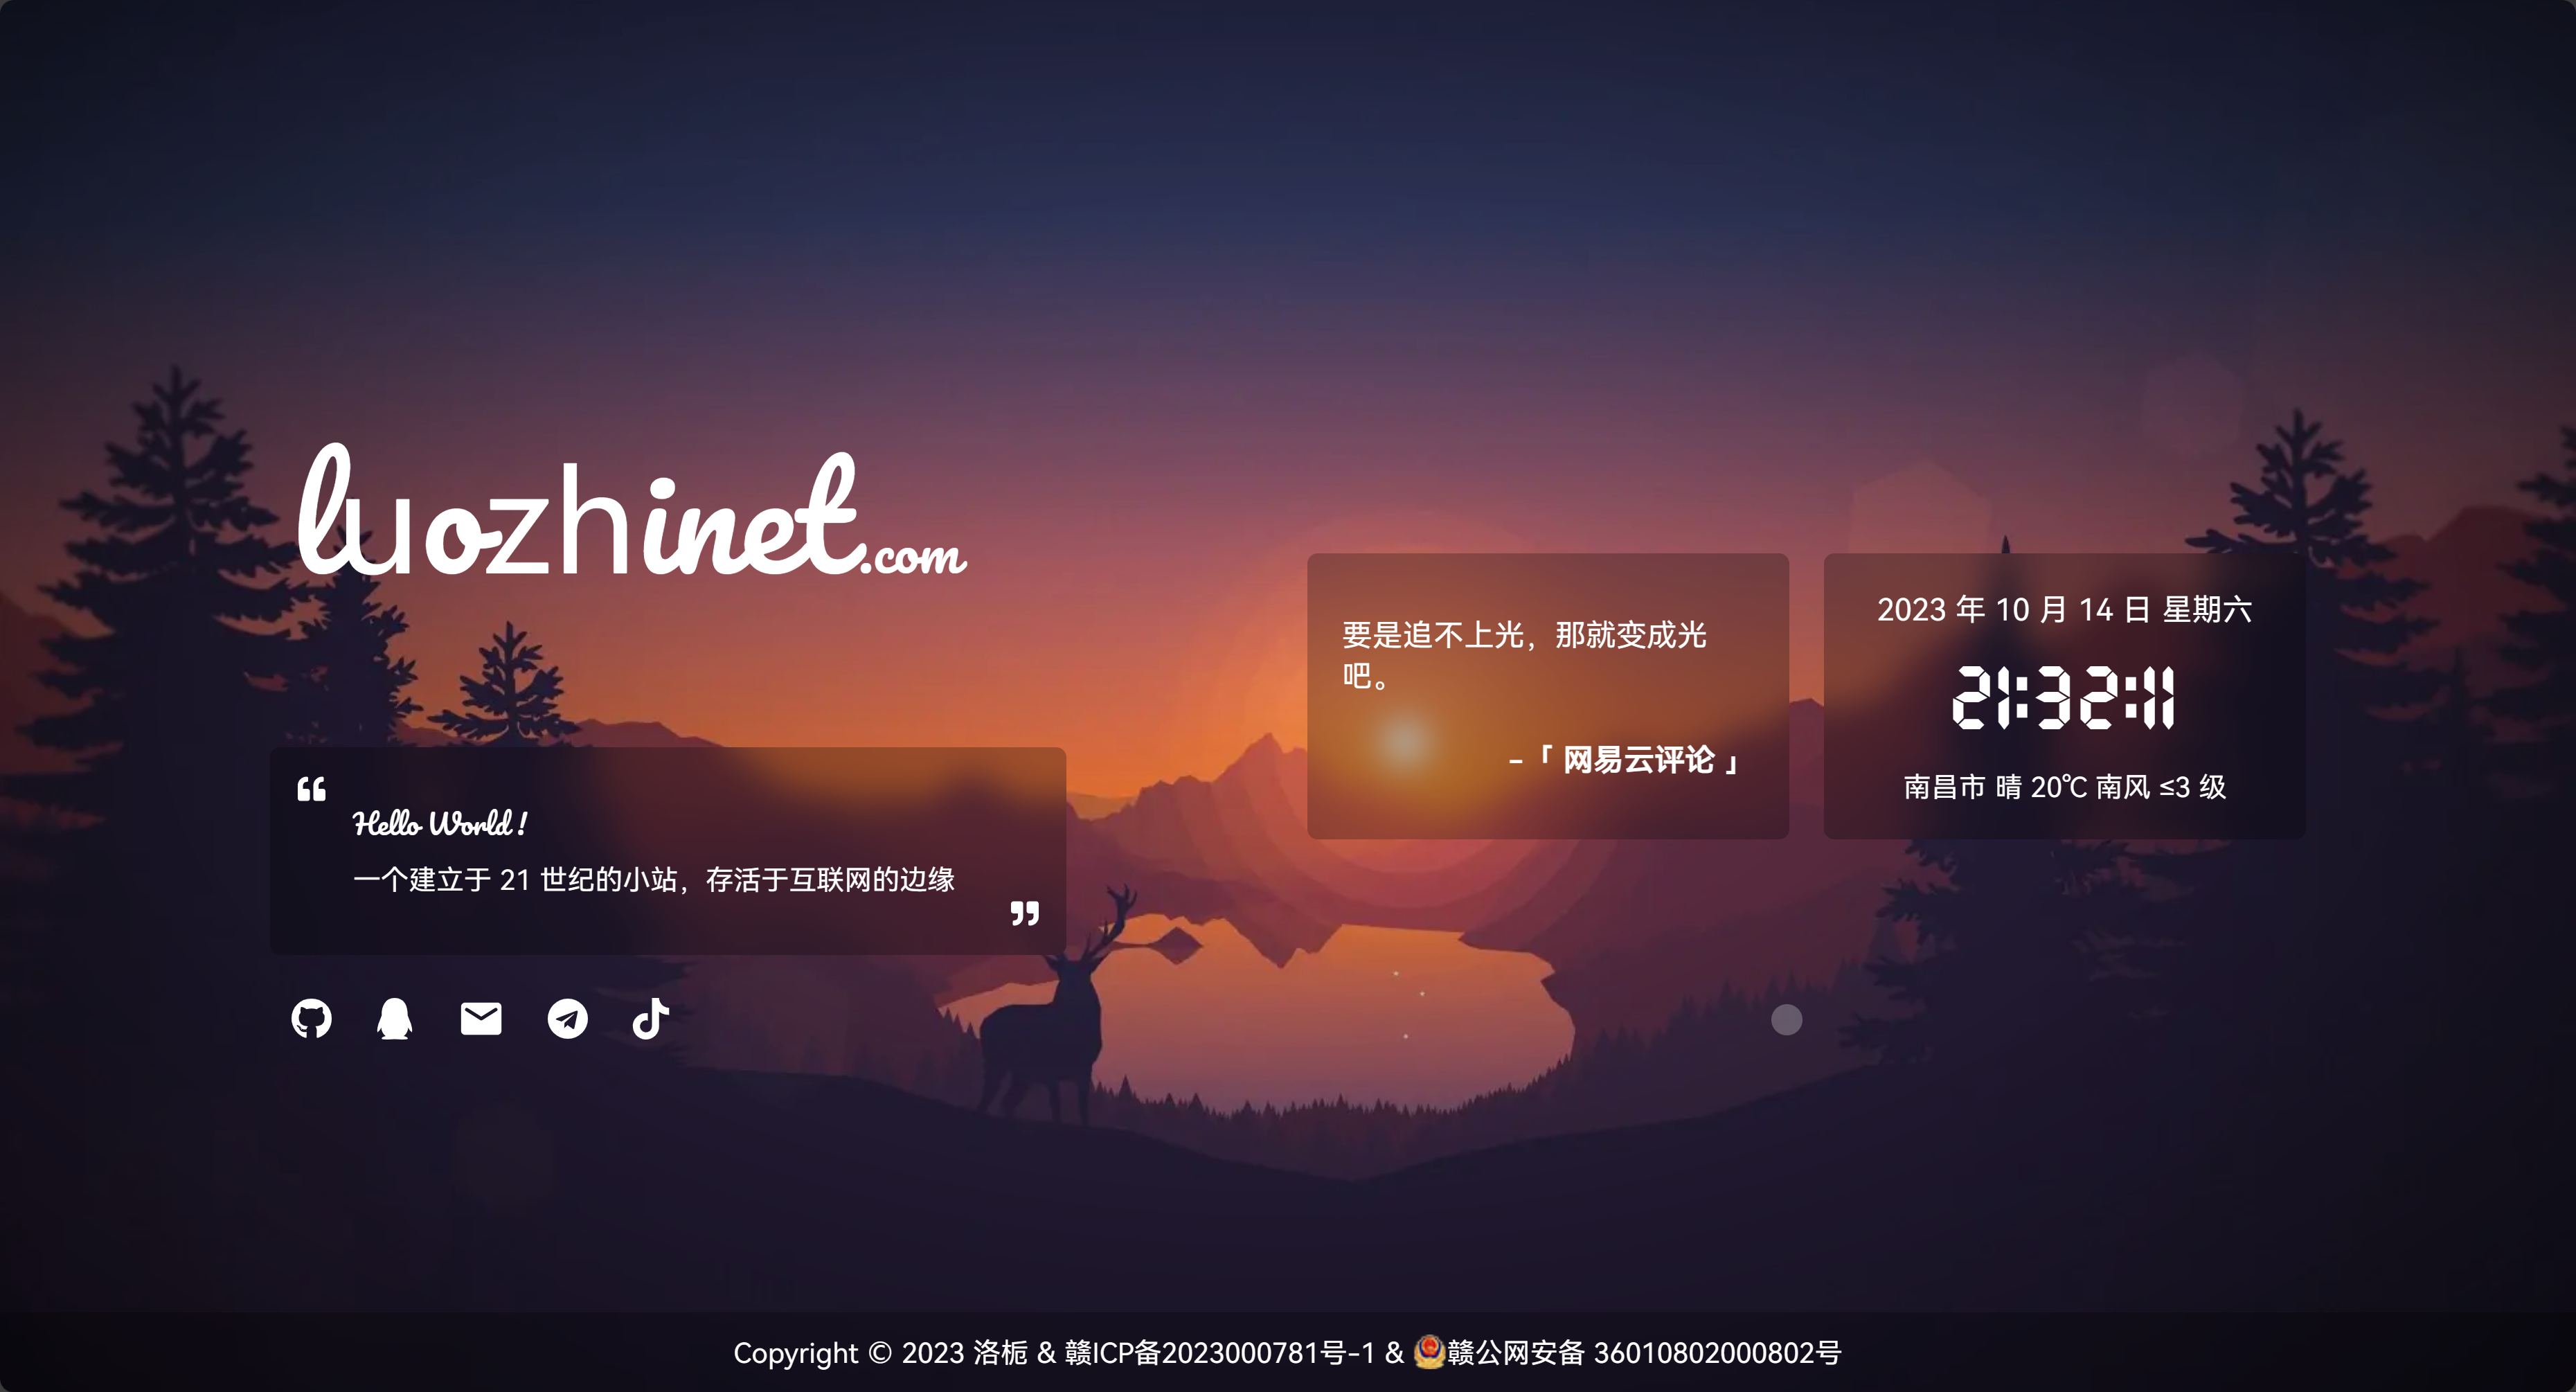 luozhinet.com
Hello World !
一个建立于 21 世纪的小站，存活于互联网的边缘
要是追不上光，那就变成光
吧。
-「 网易云评论 」
2023 年 10 月 14 日 星期六
21:32:11
南昌市 晴 20℃ 南风 ≤3 级
Copyright © 2023 洛栀 & 赣ICP备2023000781号-1 & 赣公网安备 36010802000802号